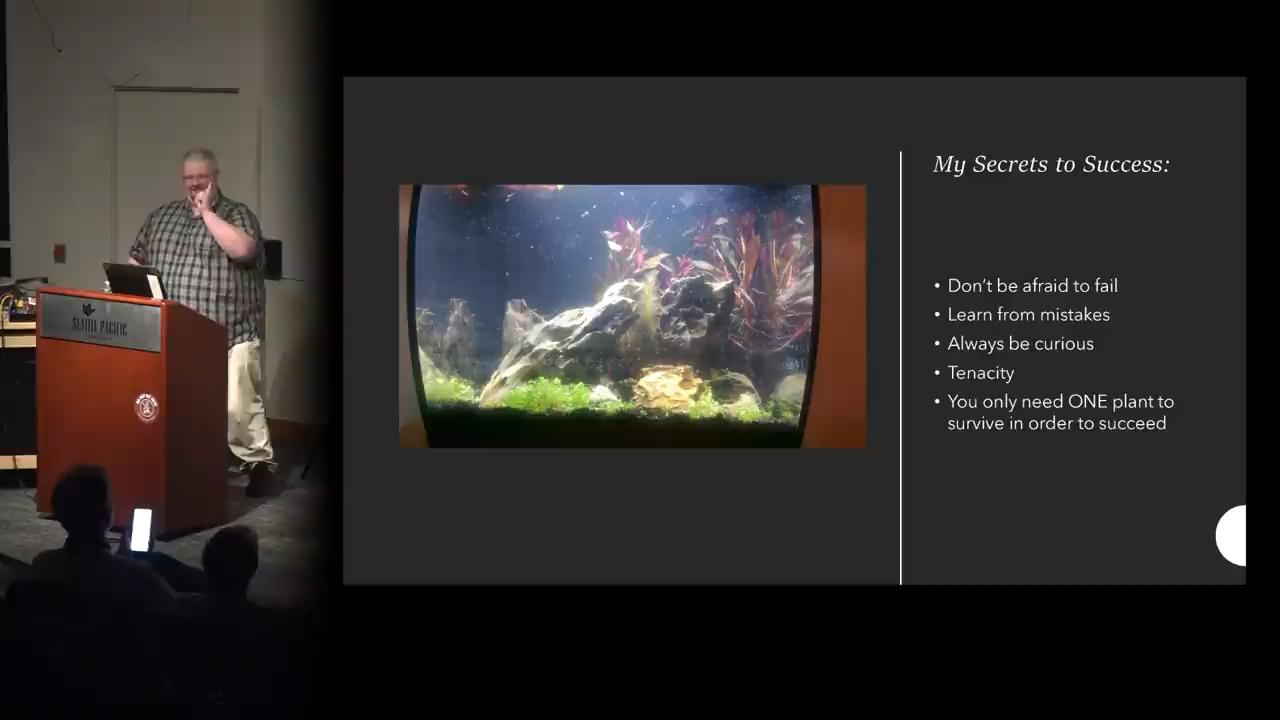 SEATTLE PACIFIC
My Secrets to Success:
• Don't be afraid to fail
• Learn from mistakes
• Always be curious
• Tenacity
• You only need ONE plant to
survive in order to succeed